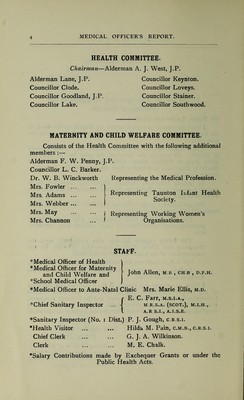 4 MEDICAL OFFICER'S REPORT.
HEALTH COMMITTEE.
Chairman—Alderman A. J. West, J.P.
Alderman Lane, J.P. Councillor Keynton.
Councillor Clode. Councillor Loveys.
Councillor Goodland, J.P. Councillor Stainer.
Councillor Lake. Councillor Southwood.
MATERNITY AND CHILD WELFARE COMMITTEE.
Consists of the Health Committee with the following additional
members :—
Alderman F. W. Penny, J.P.
Councillor L. C. Barker.
Dr. W. B. Winckworth Representing the Medical Profession.
Mrs. Fowler ... ...
Mrs. Adams ... ... Representing Taunton Infant Health
Mrs. Webber ... ... Society.
Mrs. May ... ... Representing Working Women's
Mrs. Channon ... Organisations.
STAFF.
*Medical Officer of Health
*Medical Officer for Maternity
and Child Welfare and John Allen, M.B., CH.B., D.P.H.
*School Medical Officer
*Medical Officer to Ante-Natal Clinic Mrs. Marie Ellis, M.D.
*Chief Sanitary Inspector ... { E. C. Farr, M.S.I.A.,
M.R.S.A. (SCOT.), M.I.H.,
A.R.S.I., A.I.S.E.
*Sanitary Inspector (No. 1 Dist.) P. J. Gough, C.R.S.I.
*Health Visitor ... ... Hilda M. Pain, C.M.B., C.R.S.I.
Chief Clerk ... ... G. J. A. Wilkinson.
Clerk ... ... M. E. Chalk.
*Salary Contributions made by Exchequer Grants or under the
Public Health Acts.